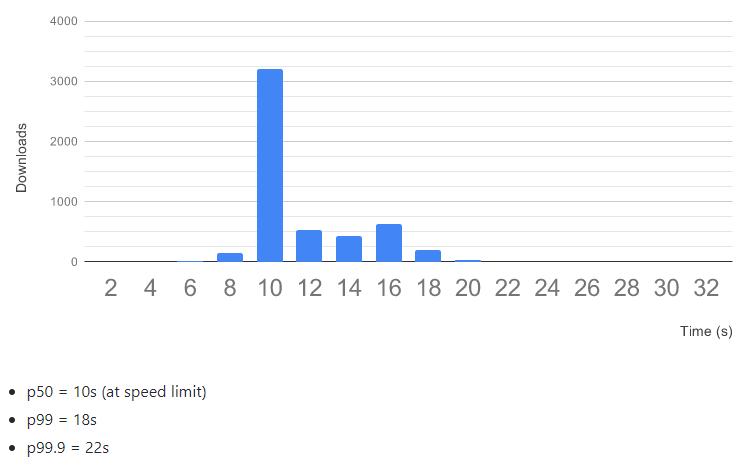 4000
3000
2000
1000
0
Downloads
2 4 6 8 10 12 14 16 18 20 22 24 26 28 30 32
Time (s)
• p50 = 10s (at speed limit)
• p99 = 18s
• p99.9 = 22s